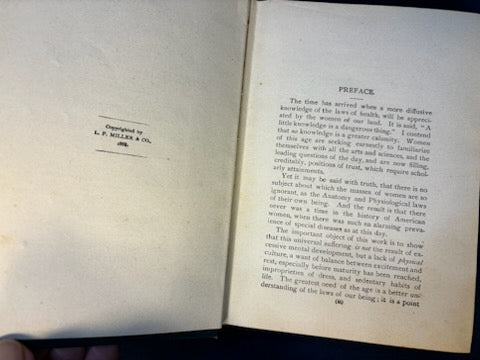 Copyrighted by
L. P. MILLER & CO.,
1888.
PREFACE.
The time has arrived when a more diffusive
knowledge of the laws of health, will be appreci-
ated by the women of our land. It is said, "A
little knowledge is a dangerous thing." I contend
that no knowledge is a greater calamity. Women
of this age are seeking earnestly to familiarize
themselves with all the arts and sciences, and the
leading questions of the day, and are now filling,
creditably, positions of trust, which require schol-
arly attainments.
Yet it may be said with truth, that there is no
subject about which the masses of women are so
ignorant, as the Anatomy and Physiological laws
of their own being. And the result is that there
never was a time in the history of American
women, when there was such an alarming preva-
lence of special diseases as at this day.
The important object of this work is to show
that this universal suffering is not the result of ex-
cessive mental development, but a lack of physical
culture, a want of balance between excitement and
rest, especially before maturity has been reached,
improprieties of dress, and sedentary habits of
life. The greatest need of the age is a better un-
derstanding of the laws of our being; it is a point